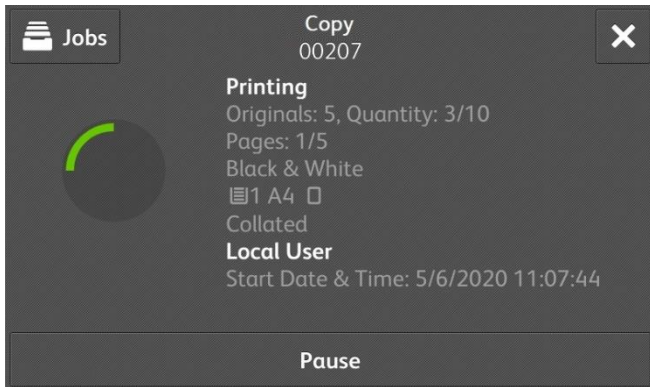 Jobs
Copy
00207
Printing
Originals: 5, Quantity: 3/10
Pages: 1/5
Black & White
1 A4
Collated
Local User
Start Date & Time: 5/6/2020 11:07:44
Pause